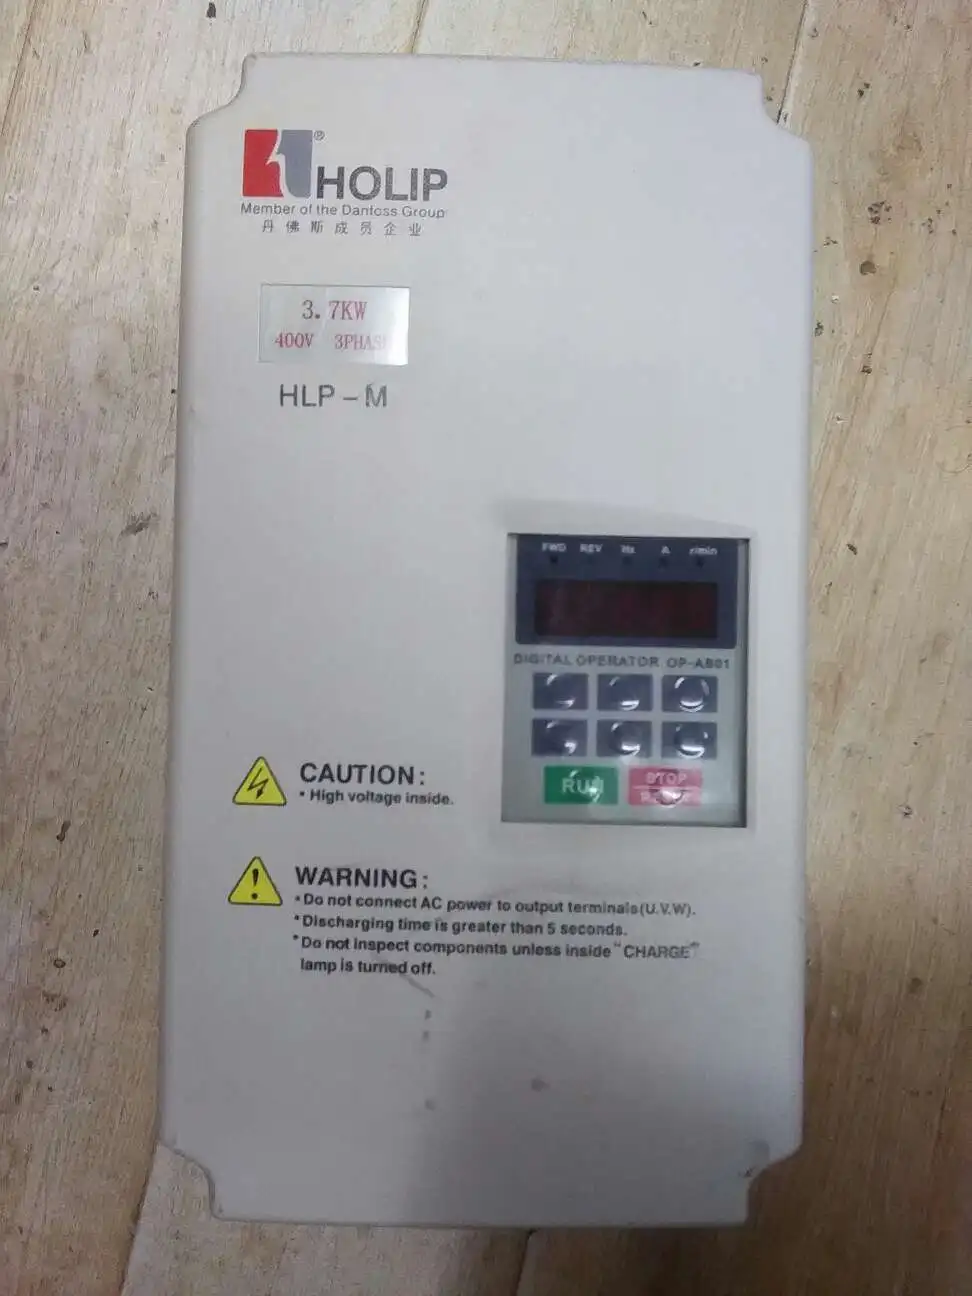 ®
HOLIP
Member of the Danfoss Group
丹佛斯成员企业
3.7KW
400V 3PHAS
HLP-M
FWD REV Hz A r/min
DIGITAL OPERATOR OP-AB01
RUN
STOP
CAUTION:
• High voltage inside.
WARNING:
•Do not connect AC power to output terminals(U.V.W).
•Discharging time is greater than 5 seconds.
•Do not inspect components unless inside "CHARGE"
lamp is turned off.